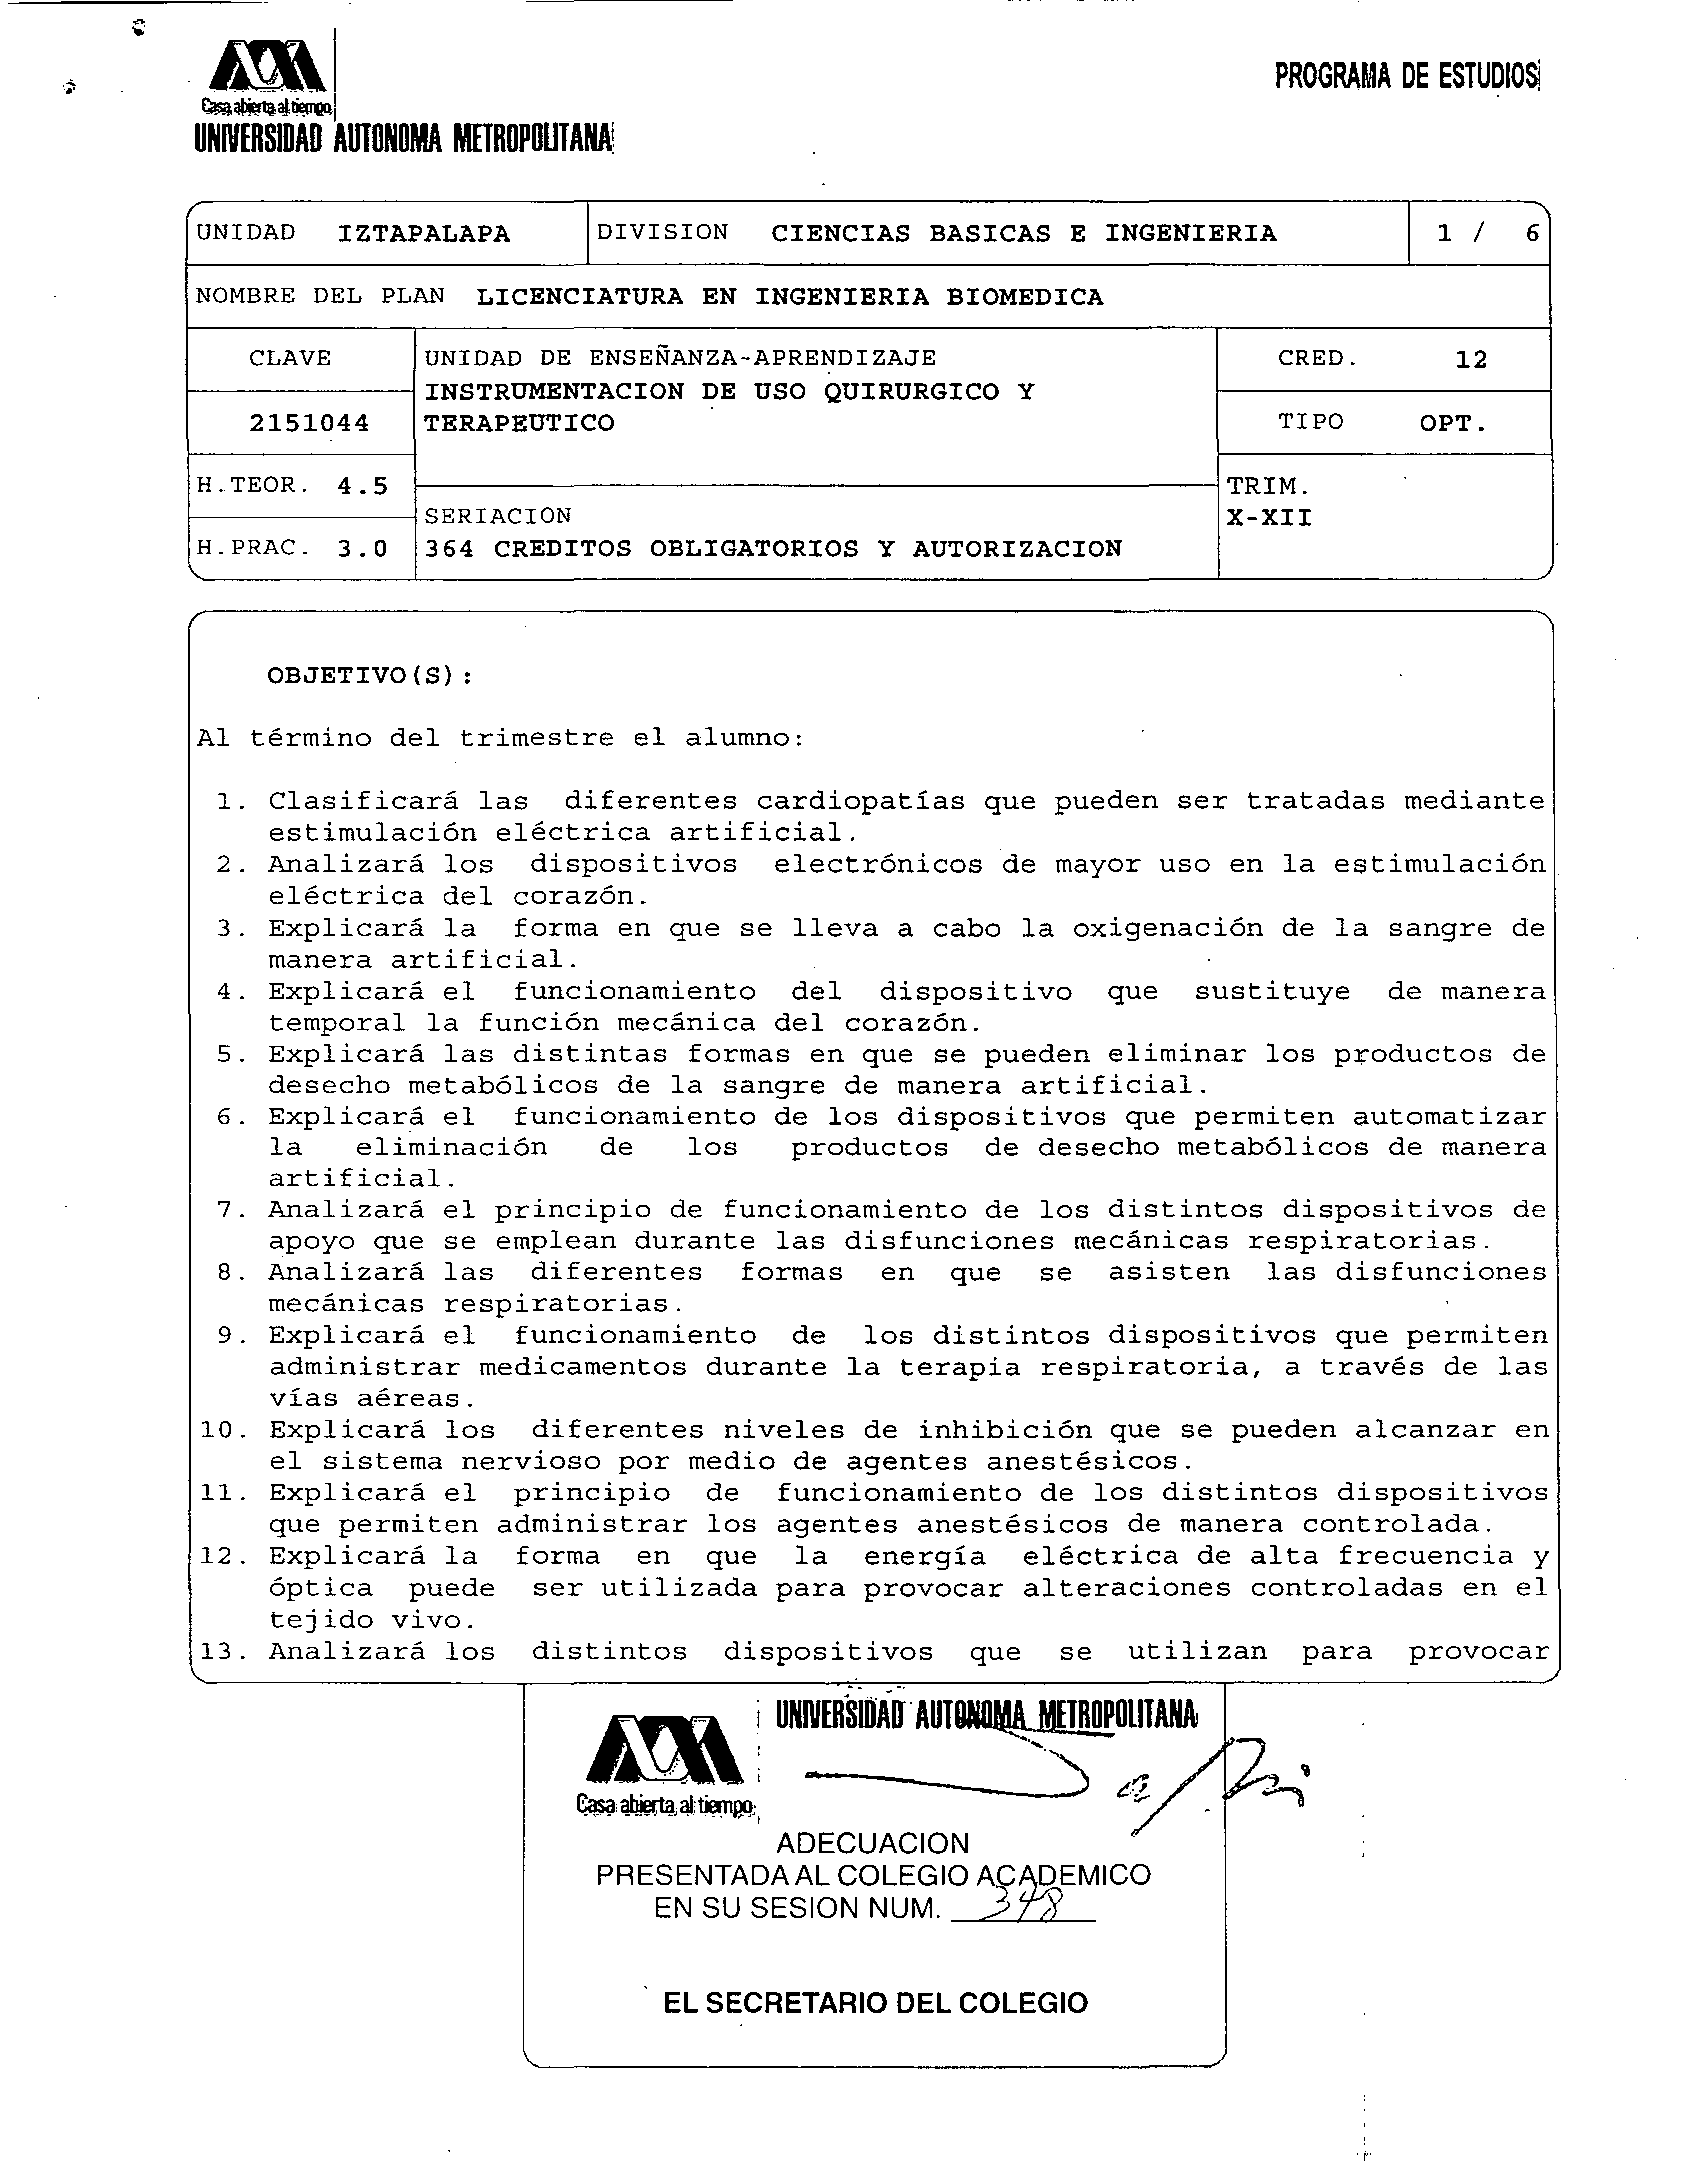 Casa abierta al tiempo
PROGRAMA DE ESTUDIOS
UNIVERSIDAD AUTONOMA METROPOLITANA
UNIDAD IZTAPALAPA DIVISION CIENCIAS BASICAS E INGENIERIA 1 / 6
NOMBRE DEL PLAN LICENCIATURA EN INGENIERIA BIOMEDICA
CLAVE UNIDAD DE ENSEÑANZA-APRENDIZAJE CRED. 12
INSTRUMENTACION DE USO QUIRURGICO Y
2151044 TERAPEUTICO TIPO OPT.
H.TEOR. 4.5 TRIM.
SERIACION X-XII
H.PRAC. 3.0 364 CREDITOS OBLIGATORIOS Y AUTORIZACION
OBJETIVO(S):
Al término del trimestre el alumno:
1. Clasificará las diferentes cardiopatías que pueden ser tratadas mediante
estimulación eléctrica artificial.
2. Analizará los dispositivos electrónicos de mayor uso en la estimulación
eléctrica del corazón.
3. Explicará la forma en que se lleva a cabo la oxigenación de la sangre de
manera artificial.
4. Explicará el funcionamiento del dispositivo que sustituye de manera
temporal la función mecánica del corazón.
5. Explicará las distintas formas en que se pueden eliminar los productos de
desecho metabólicos de la sangre de manera artificial.
6. Explicará el funcionamiento de los dispositivos que permiten automatizar
la eliminación de los productos de desecho metabólicos de manera
artificial.
7. Analizará el principio de funcionamiento de los distintos dispositivos de
apoyo que se emplean durante las disfunciones mecánicas respiratorias.
8. Analizará las diferentes formas en que se asisten las disfunciones
mecánicas respiratorias.
9. Explicará el funcionamiento de los distintos dispositivos que permiten
administrar medicamentos durante la terapia respiratoria, a través de las
vías aéreas.
10. Explicará los diferentes niveles de inhibición que se pueden alcanzar en
el sistema nervioso por medio de agentes anestésicos.
11. Explicará el principio de funcionamiento de los distintos dispositivos
que permiten administrar los agentes anestésicos de manera controlada.
12. Explicará la forma en que la energía eléctrica de alta frecuencia y
óptica puede ser utilizada para provocar alteraciones controladas en el
tejido vivo.
13. Analizará los distintos dispositivos que se utilizan para provocar
UNIVERSIDAD AUTONOMA METROPOLITANA
Casa abierta al tiempo
ADECUACION
PRESENTADA AL COLEGIO ACADEMICO
EN SU SESION NUM. 348
EL SECRETARIO DEL COLEGIO